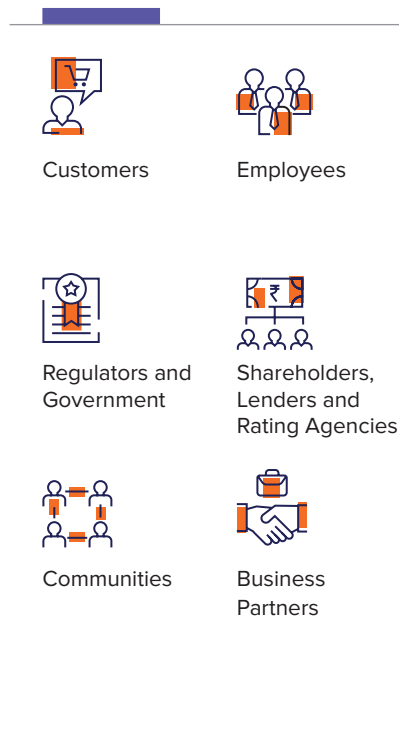 Customers
Employees
₹
Regulators and
Government
Shareholders,
Lenders and
Rating Agencies
Communities
Business
Partners